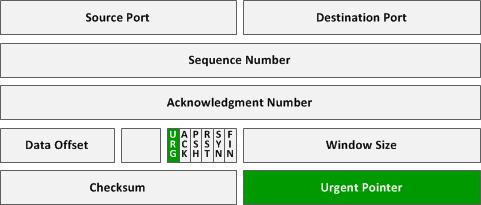 Source Port Destination Port
Sequence Number
Acknowledgment Number
Data Offset URG ACK PSH RST SYN FIN Window Size
Checksum Urgent Pointer